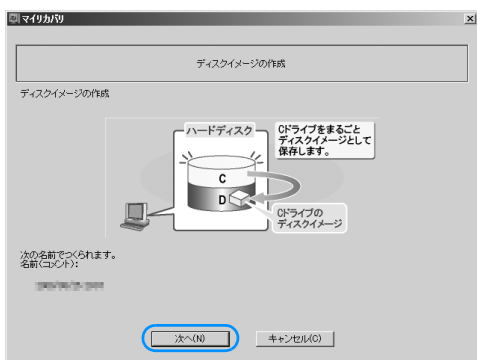 マイリカバリ
ディスクイメージの作成
ディスクイメージの作成
ハードディスク
Cドライブをまるごと
ディスクイメージとして
保存します。
C
D
Cドライブの
ディスクイメージ
次の名前でつくられます。
名前(コメント):
次へ(N)
キャンセル(C)